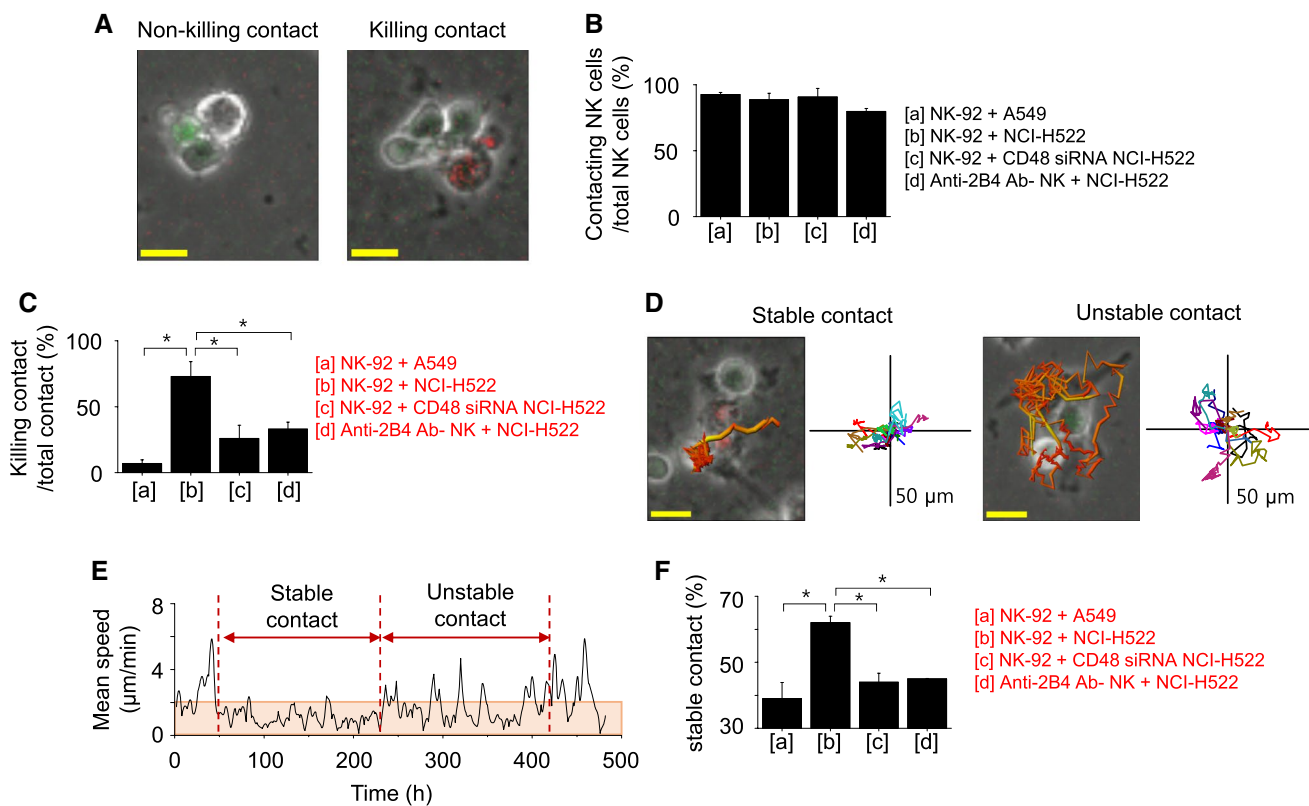 A
Non-killing contact
Killing contact
B
Contacting NK cells
/total NK cells (%)
100
50
0
[a]
[b]
[c]
[d]
[a] NK-92 + A549
[b] NK-92 + NCI-H522
[c] NK-92 + CD48 siRNA NCI-H522
[d] Anti-2B4 Ab- NK + NCI-H522
C
Killing contact
/total contact (%)
100
50
0
*
*
*
[a]
[b]
[c]
[d]
[a] NK-92 + A549
[b] NK-92 + NCI-H522
[c] NK-92 + CD48 siRNA NCI-H522
[d] Anti-2B4 Ab- NK + NCI-H522
D
Stable contact
Unstable contact
50 µm
50 µm
E
Mean speed
(µm/min)
8
4
0
Stable
contact
Unstable
contact
0
100
200
300
400
500
Time (h)
F
stable contact (%)
70
50
30
*
*
*
[a]
[b]
[c]
[d]
[a] NK-92 + A549
[b] NK-92 + NCI-H522
[c] NK-92 + CD48 siRNA NCI-H522
[d] Anti-2B4 Ab- NK + NCI-H522